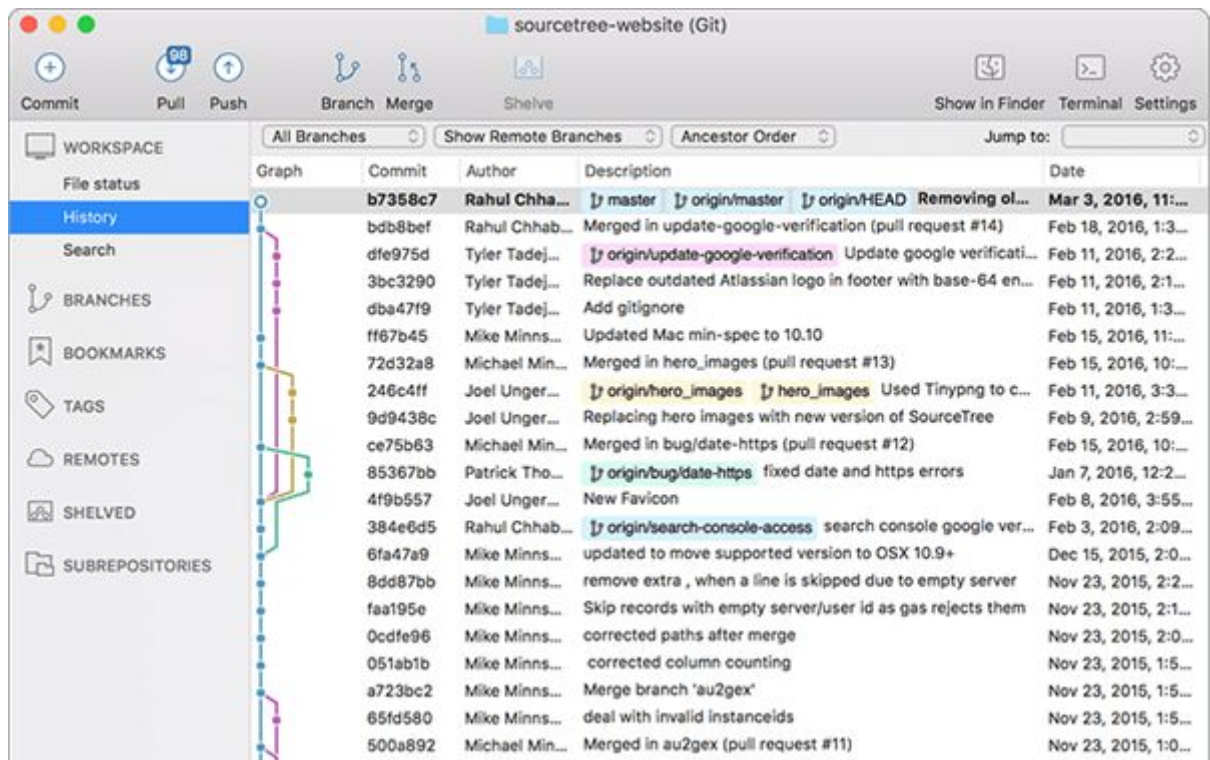 sourcetree-website (Git)
98
Commit Pull Push Branch Merge Shelve Show in Finder Terminal Settings
WORKSPACE
File status
History
Search
BRANCHES
BOOKMARKS
TAGS
REMOTES
SHELVED
SUBREPOSITORIES
All Branches Show Remote Branches Ancestor Order Jump to:
Graph Commit Author Description Date
b7358c7 Rahul Chha... master origin/master origin/HEAD Removing ol... Mar 3, 2016, 11:...
bdb8bef Rahul Chhab... Merged in update-google-verification (pull request #14) Feb 18, 2016, 1:3...
dfe975d Tyler Tadej... origin/update-google-verification Update google verificati... Feb 11, 2016, 2:2...
3bc3290 Tyler Tadej... Replace outdated Atlassian logo in footer with base-64 en... Feb 11, 2016, 2:1...
dba47f9 Tyler Tadej... Add gitignore Feb 11, 2016, 1:3...
ff67b45 Mike Minns... Updated Mac min-spec to 10.10 Feb 15, 2016, 11:...
72d32a8 Michael Min... Merged in hero_images (pull request #13) Feb 15, 2016, 10:...
246c4ff Joel Unger... origin/hero_images hero_images Used Tinypng to c... Feb 11, 2016, 3:3...
9d9438c Joel Unger... Replacing hero images with new version of SourceTree Feb 9, 2016, 2:59...
ce75b63 Michael Min... Merged in bug/date-https (pull request #12) Feb 15, 2016, 10:...
85367bb Patrick Tho... origin/bug/date-https fixed date and https errors Jan 7, 2016, 12:2...
4f9b557 Joel Unger... New Favicon Feb 8, 2016, 3:55...
384e6d5 Rahul Chhab... origin/search-console-access search console google ver... Feb 3, 2016, 2:09...
6fa47a9 Mike Minns... updated to move supported version to OSX 10.9+ Dec 15, 2015, 2:0...
8dd87bb Mike Minns... remove extra , when a line is skipped due to empty server Nov 23, 2015, 2:2...
faa195e Mike Minns... Skip records with empty server/user id as gas rejects them Nov 23, 2015, 2:1...
0cdfe96 Mike Minns... corrected paths after merge Nov 23, 2015, 2:0...
051ab1b Mike Minns... corrected column counting Nov 23, 2015, 1:5...
a723bc2 Mike Minns... Merge branch 'au2gex' Nov 23, 2015, 1:5...
65fd580 Mike Minns... deal with invalid instanceids Nov 23, 2015, 1:5...
500a892 Michael Min... Merged in au2gex (pull request #11) Nov 23, 2015, 1:0...